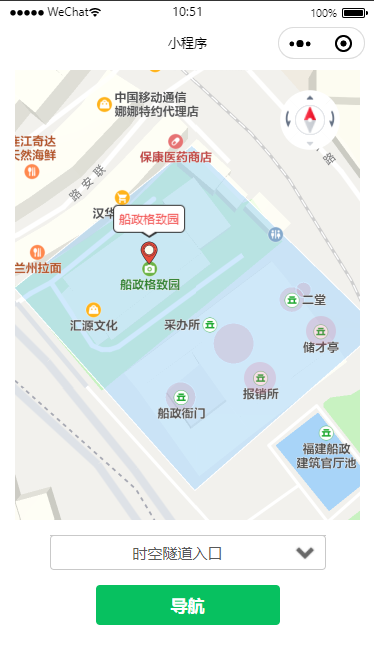 WeChat
10:51
100%
小程序
中国移动通信
娜娜特约代理店
连江奇达
天然海鲜
保康医药商店
路安联
路
汉华
船政格致园
兰州拉面
船政格致园
汇源文化
二堂
采办所
储才亭
报销所
船政衙门
福建船政
建筑官厅池
时空隧道入口
导航